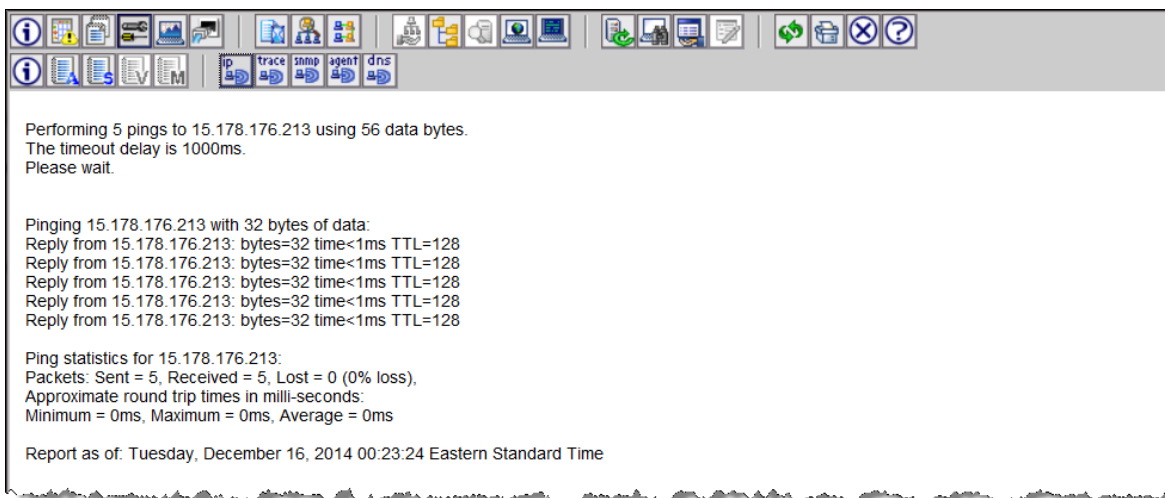 A S V M ip trace snmp agent dns
Performing 5 pings to 15.178.176.213 using 56 data bytes.
The timeout delay is 1000ms.
Please wait.
Pinging 15.178.176.213 with 32 bytes of data:
Reply from 15.178.176.213: bytes=32 time<1ms TTL=128
Reply from 15.178.176.213: bytes=32 time<1ms TTL=128
Reply from 15.178.176.213: bytes=32 time<1ms TTL=128
Reply from 15.178.176.213: bytes=32 time<1ms TTL=128
Reply from 15.178.176.213: bytes=32 time<1ms TTL=128
Ping statistics for 15.178.176.213:
Packets: Sent = 5, Received = 5, Lost = 0 (0% loss),
Approximate round trip times in milli-seconds:
Minimum = 0ms, Maximum = 0ms, Average = 0ms
Report as of: Tuesday, December 16, 2014 00:23:24 Eastern Standard Time